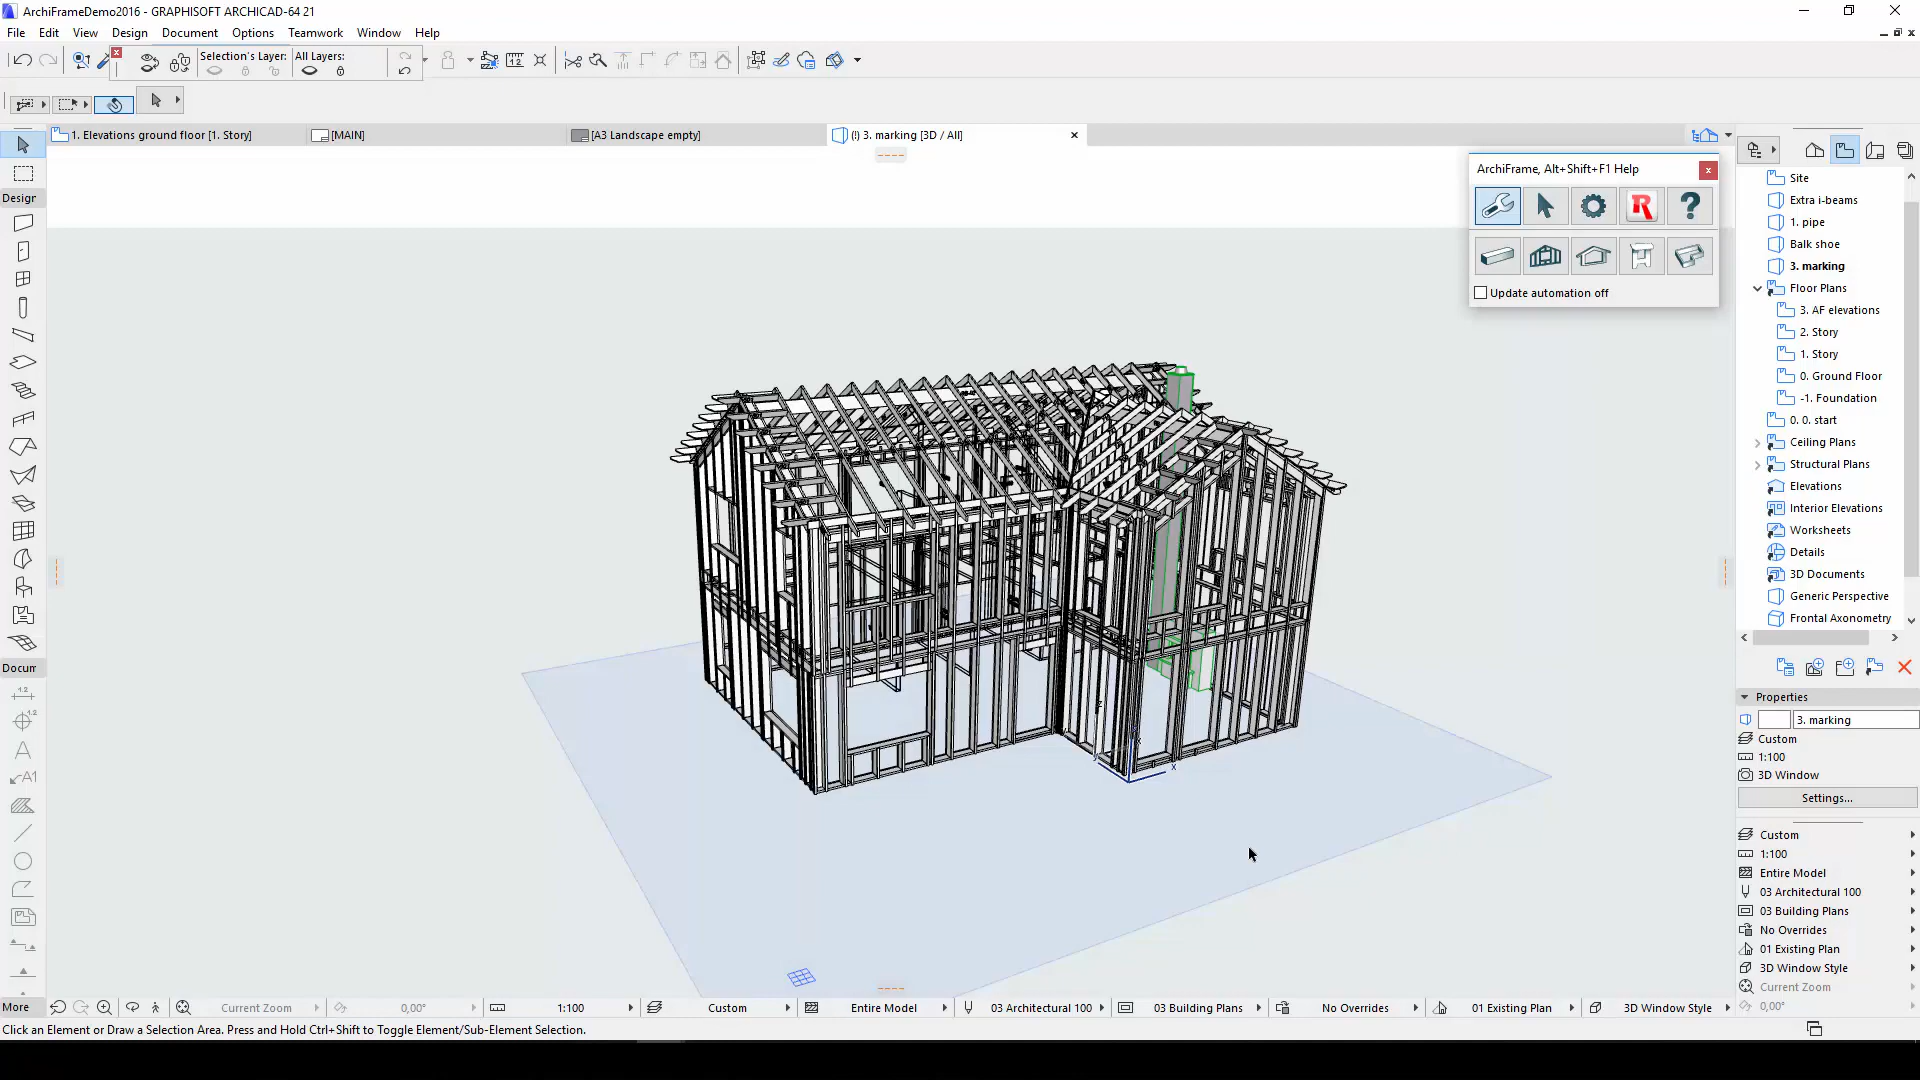 ArchiFrameDemo2016 - GRAPHISOFT ARCHICAD-64 21
File Edit View Design Document Options Teamwork Window Help
Selection's Layer: All Layers:
1. Elevations ground floor [1. Story] [MAIN] [A3 Landscape empty] (!) 3. marking [3D / All]
ArchiFrame, Alt+Shift+F1 Help
Update automation off
Design
Docum
More
Site
Extra i-beams
1. pipe
Balk shoe
3. marking
Floor Plans
3. AF elevations
2. Story
1. Story
0. Ground Floor
-1. Foundation
0. 0. start
Ceiling Plans
Structural Plans
Elevations
Interior Elevations
Worksheets
Details
3D Documents
Generic Perspective
Frontal Axonometry
Properties
3. marking
Custom
1:100
3D Window
Settings...
Custom
1:100
Entire Model
03 Architectural 100
03 Building Plans
No Overrides
01 Existing Plan
3D Window Style
Current Zoom
0,00°
Current Zoom 0,00° 1:100 Custom Entire Model 03 Architectural 100 03 Building Plans No Overrides 01 Existing Plan 3D Window Style
Click an Element or Draw a Selection Area. Press and Hold Ctrl+Shift to Toggle Element/Sub-Element Selection.